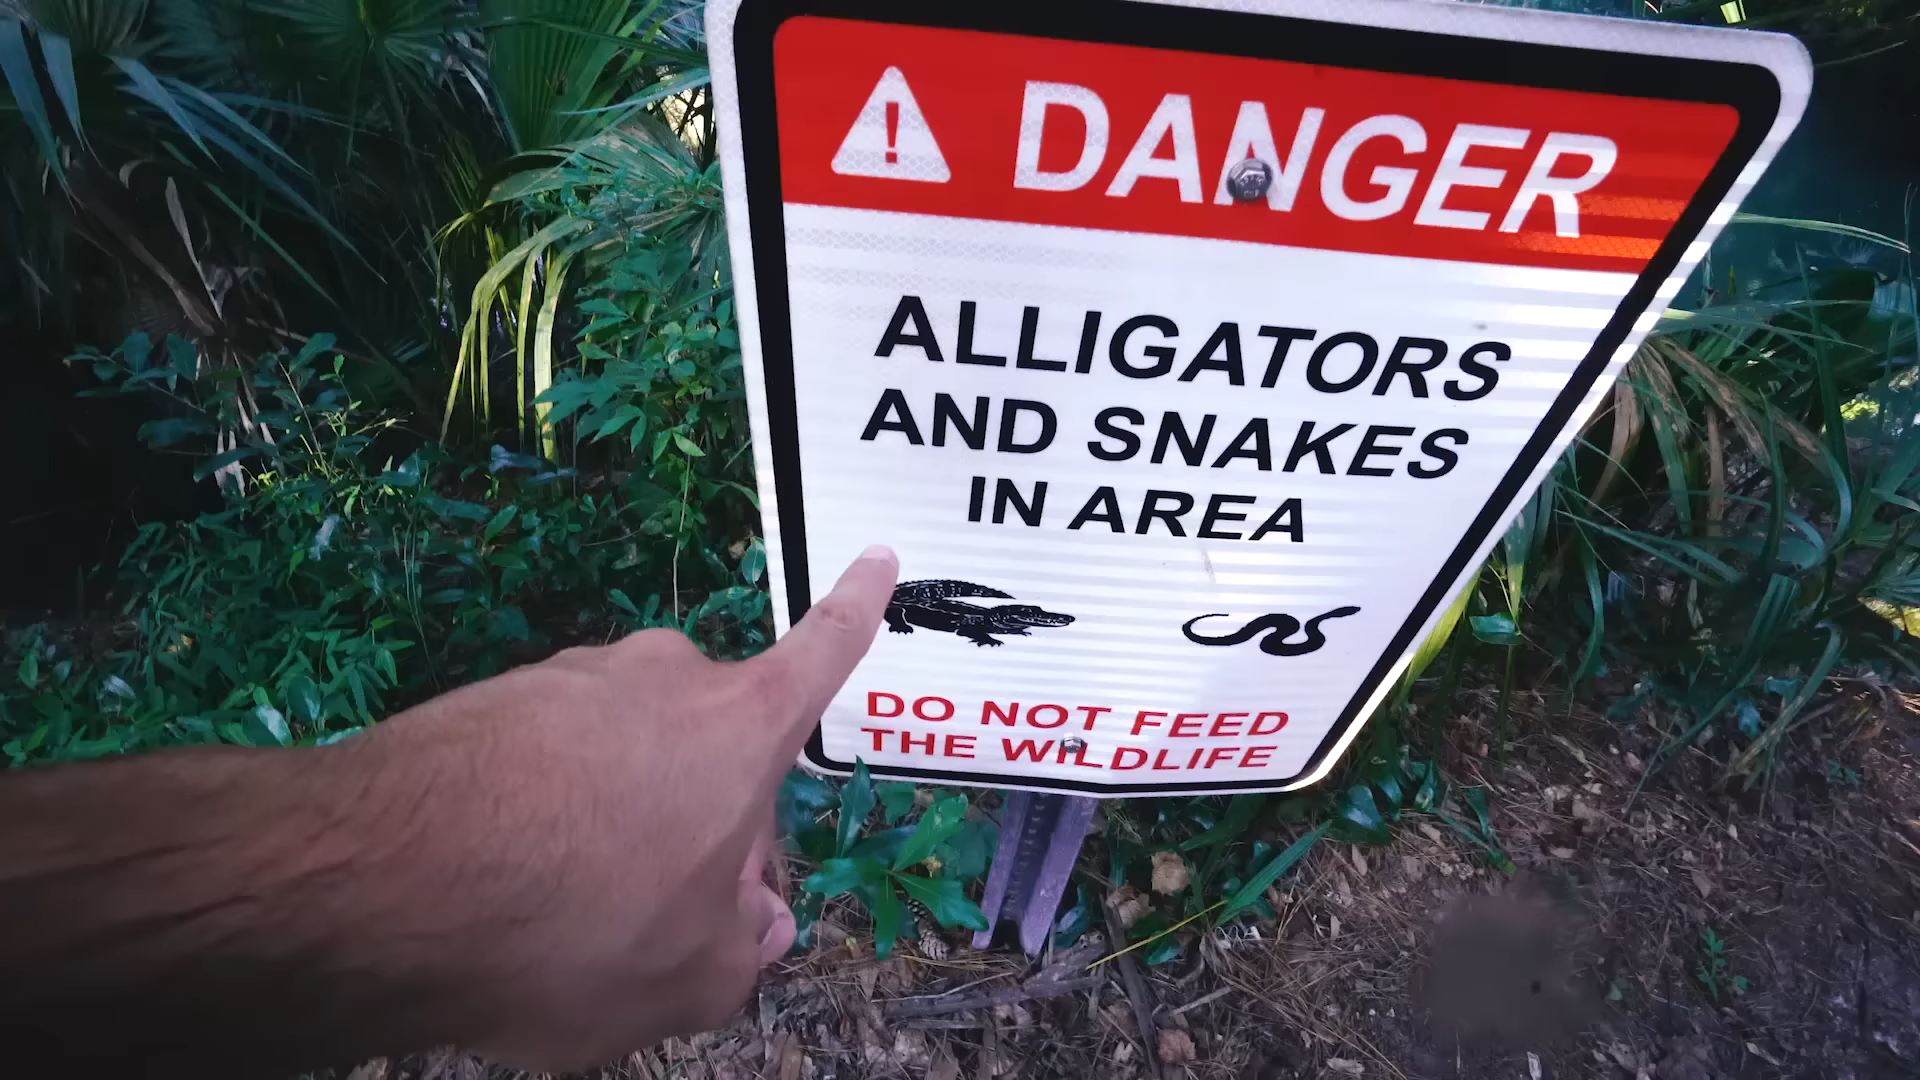 DANGER
ALLIGATORS
AND SNAKES
IN AREA
DO NOT FEED
THE WILDLIFE